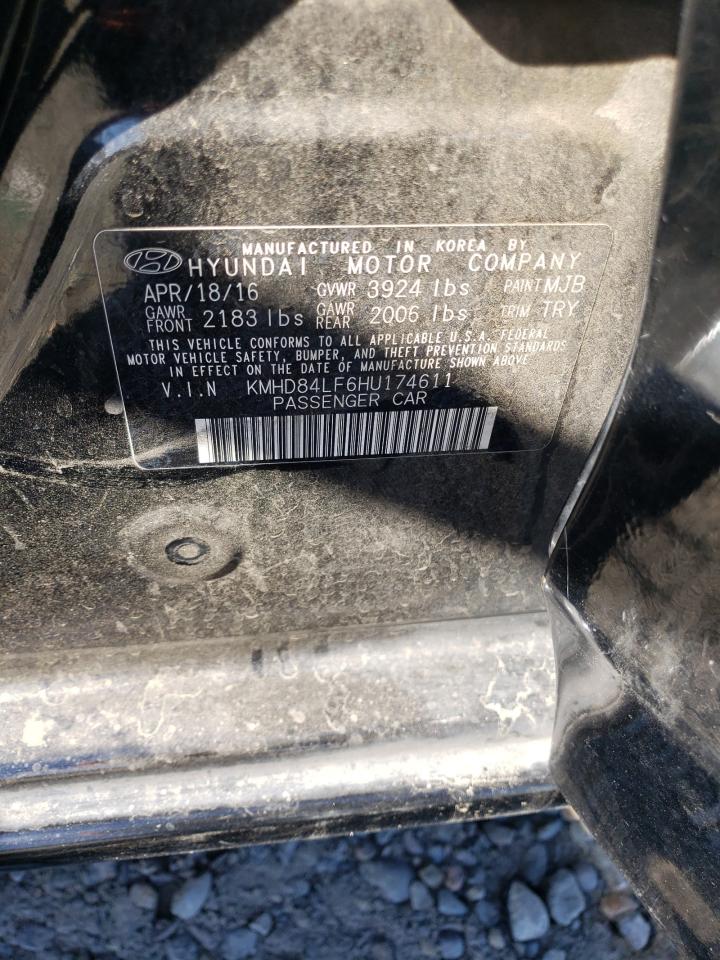 MANUFACTURED IN KOREA BY
HYUNDAI MOTOR COMPANY
APR/18/16 GVWR 3924 lbs PAINT MJB
GAWR FRONT 2183 lbs GAWR REAR 2006 lbs TRIM TRY
THIS VEHICLE CONFORMS TO ALL APPLICABLE U.S.A. FEDERAL
MOTOR VEHICLE SAFETY, BUMPER, AND THEFT PREVENTION STANDARDS
IN EFFECT ON THE DATE OF MANUFACTURE SHOWN ABOVE.
V.I.N KMHD84LF6HU174611
PASSENGER CAR